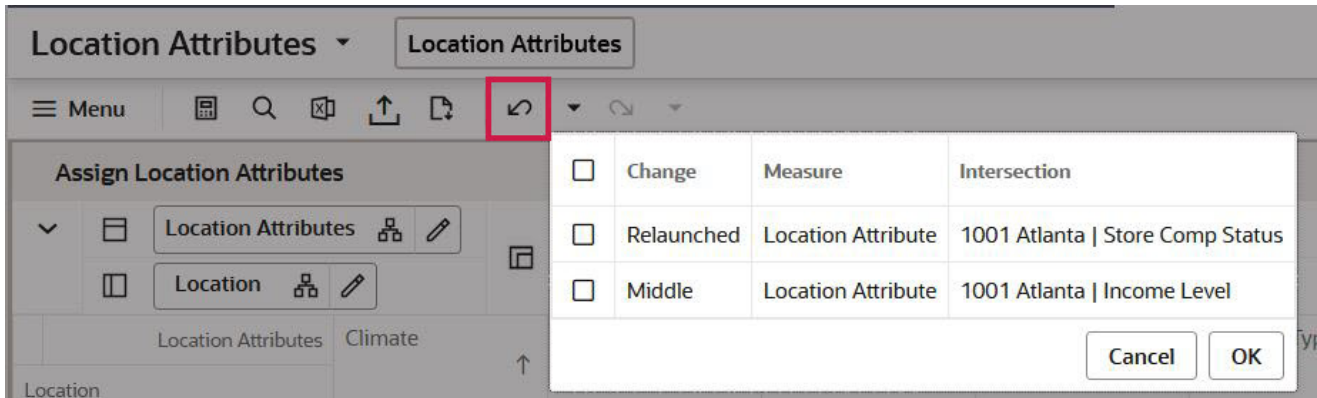 Location Attributes Location Attributes
Menu
Assign Location Attributes
Change Measure Intersection
Location Attributes
Relaunched Location Attribute 1001 Atlanta | Store Comp Status
Location
Middle Location Attribute 1001 Atlanta | Income Level
Location Attributes Climate
Cancel OK
Location